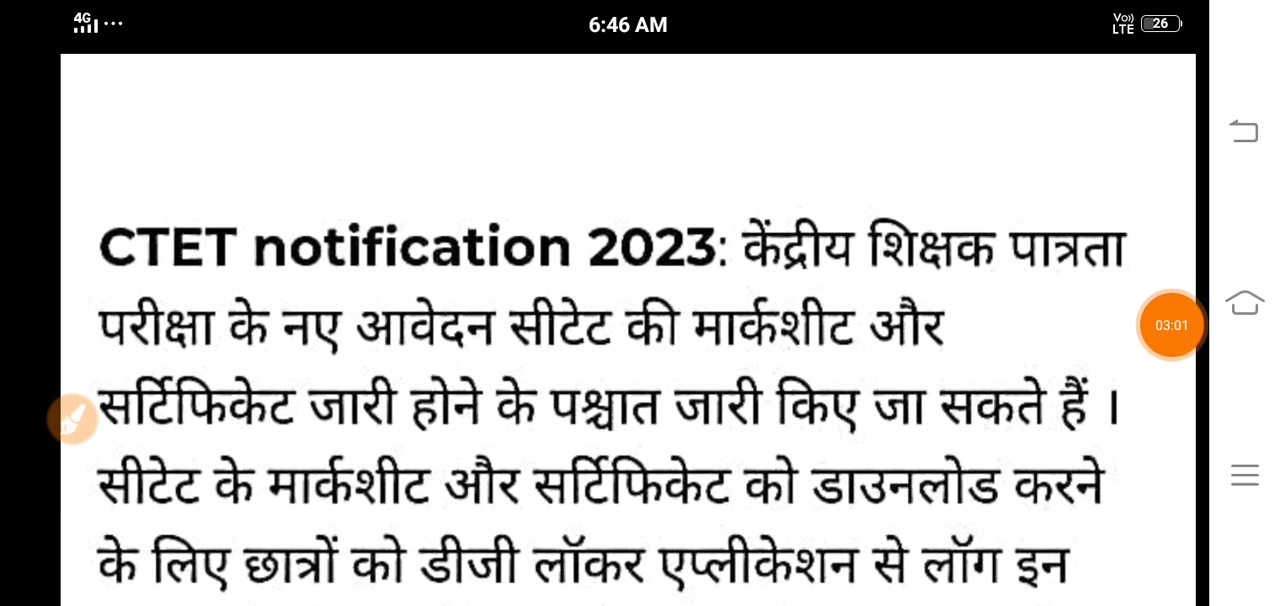 4G
6:46 AM
Vo))
LTE
26
CTET notification 2023: केंद्रीय शिक्षक पात्रता
परीक्षा के नए आवेदन सीटेट की मार्कशीट और
सर्टिफिकेट जारी होने के पश्चात जारी किए जा सकते हैं ।
सीटेट के मार्कशीट और सर्टिफिकेट को डाउनलोड करने
के लिए छात्रों को डीजी लॉकर एप्लीकेशन से लॉग इन
03:01